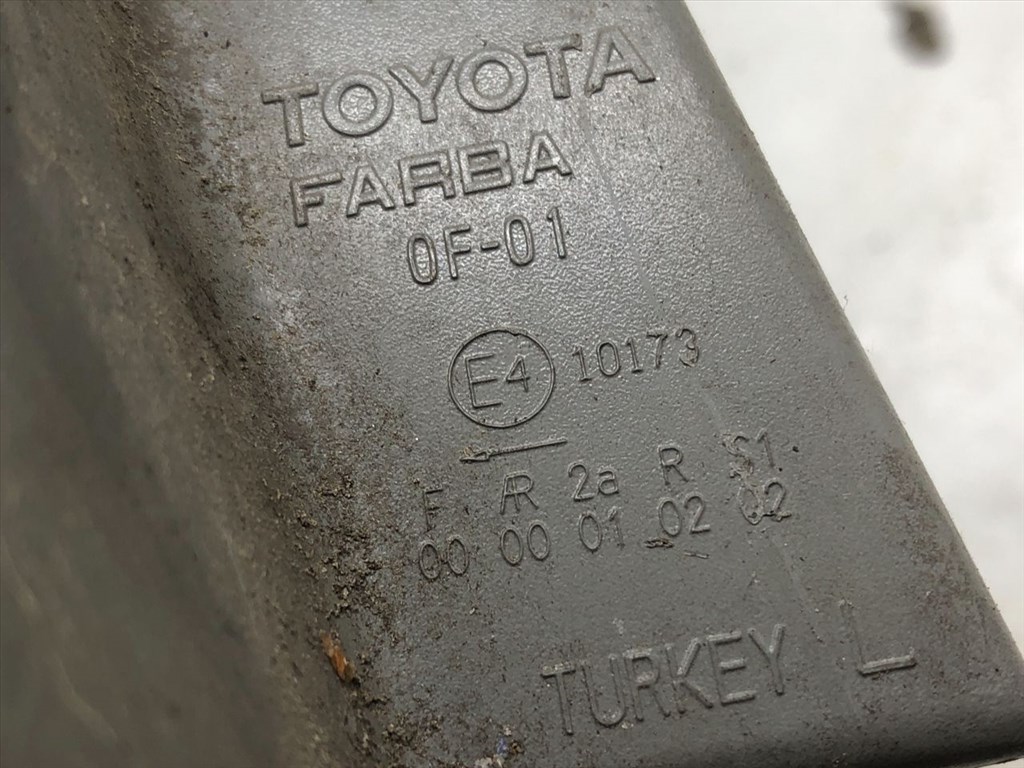 TOYOTA
FARBA
0F-01
E4 10173
F AR 2a R S1
00 00 01 02 02
TURKEY L